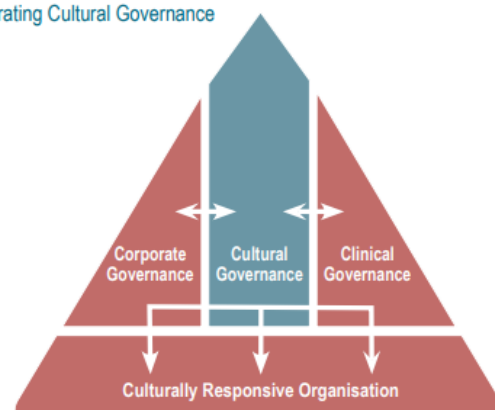 rating Cultural Governance
Corporate
Governance
Cultural
Governance
Clinical
Governance
Culturally Responsive Organisation